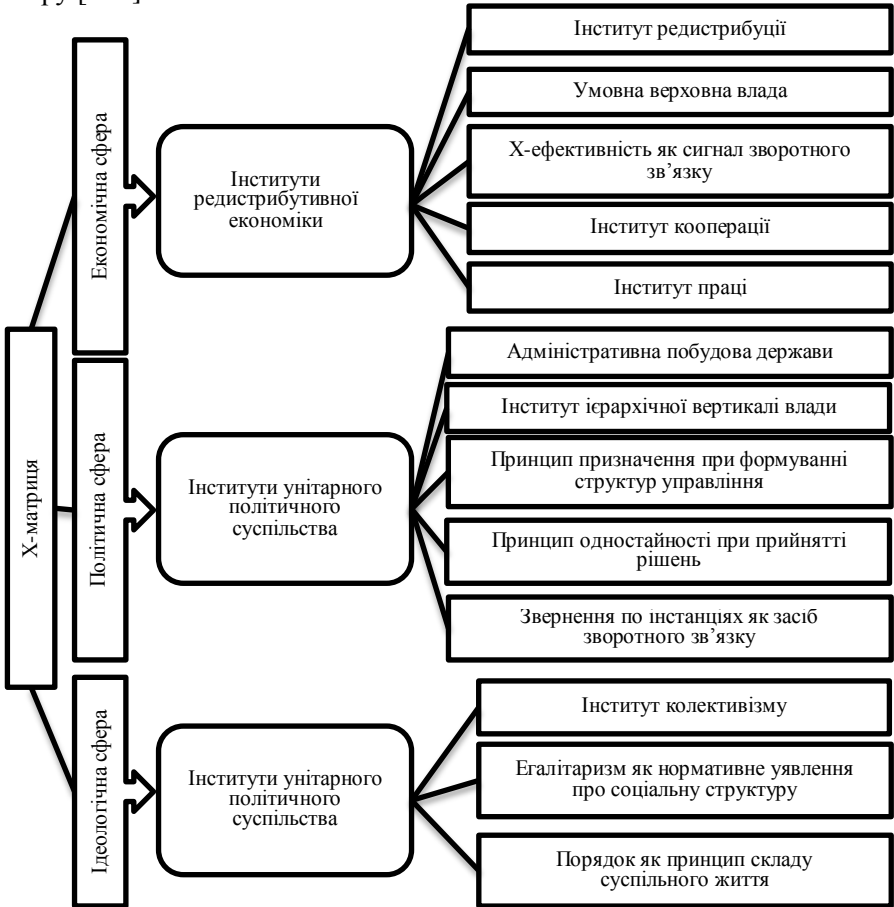 Інститут редистрибуції
Умовна верховна влада
Х-ефективність як сигнал зворотного
зв’язку
Інститут кооперації
Інститут праці
Економічна сфера
Інститути
редистрибутивної
економіки
Адміністративна побудова держави
Інститут ієрархічної вертикалі влади
Принцип призначення при формуванні
структур управління
Принцип одностайності при прийнятті
рішень
Звернення по інстанціях як засіб
зворотного зв’язку
Х-матриця
Політична сфера
Інститути унітарного
політичного
суспільства
Інститут колективізму
Егалітаризм як нормативне уявлення
про соціальну структуру
Порядок як принцип складу
суспільного життя
Ідеологічна сфера
Інститути унітарного
політичного
суспільства